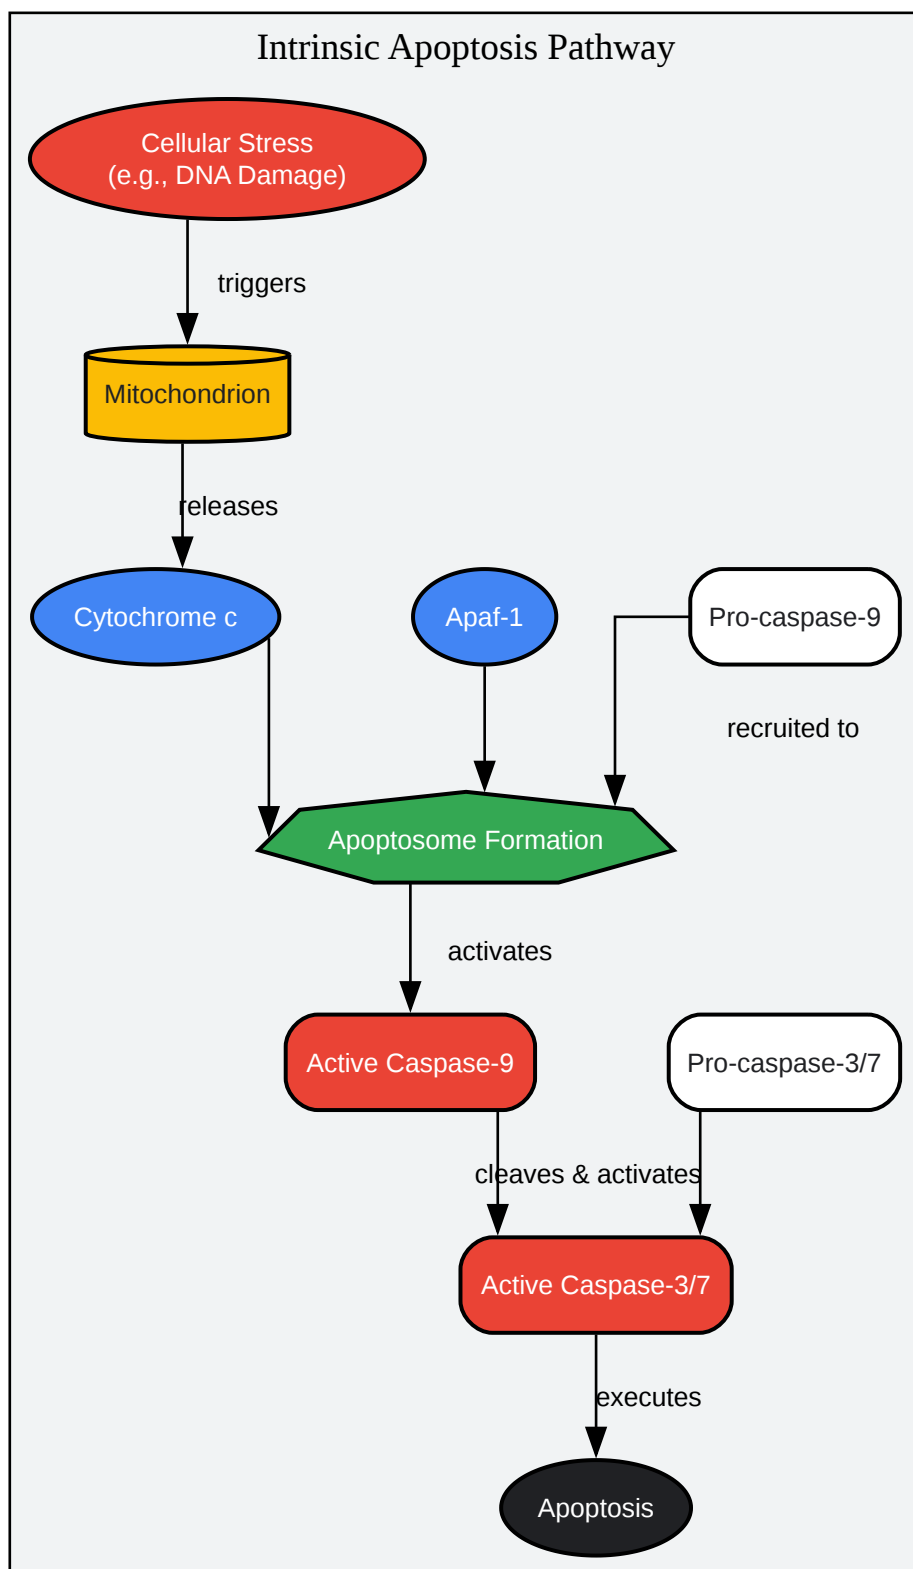 Intrinsic Apoptosis Pathway
Cellular Stress
(e.g., DNA Damage)
triggers
Mitochondrion
releases
Cytochrome c
Apaf-1
Pro-caspase-9
recruited to
Apoptosome Formation
activates
Active Caspase-9
Pro-caspase-3/7
cleaves & activates
Active Caspase-3/7
executes
Apoptosis